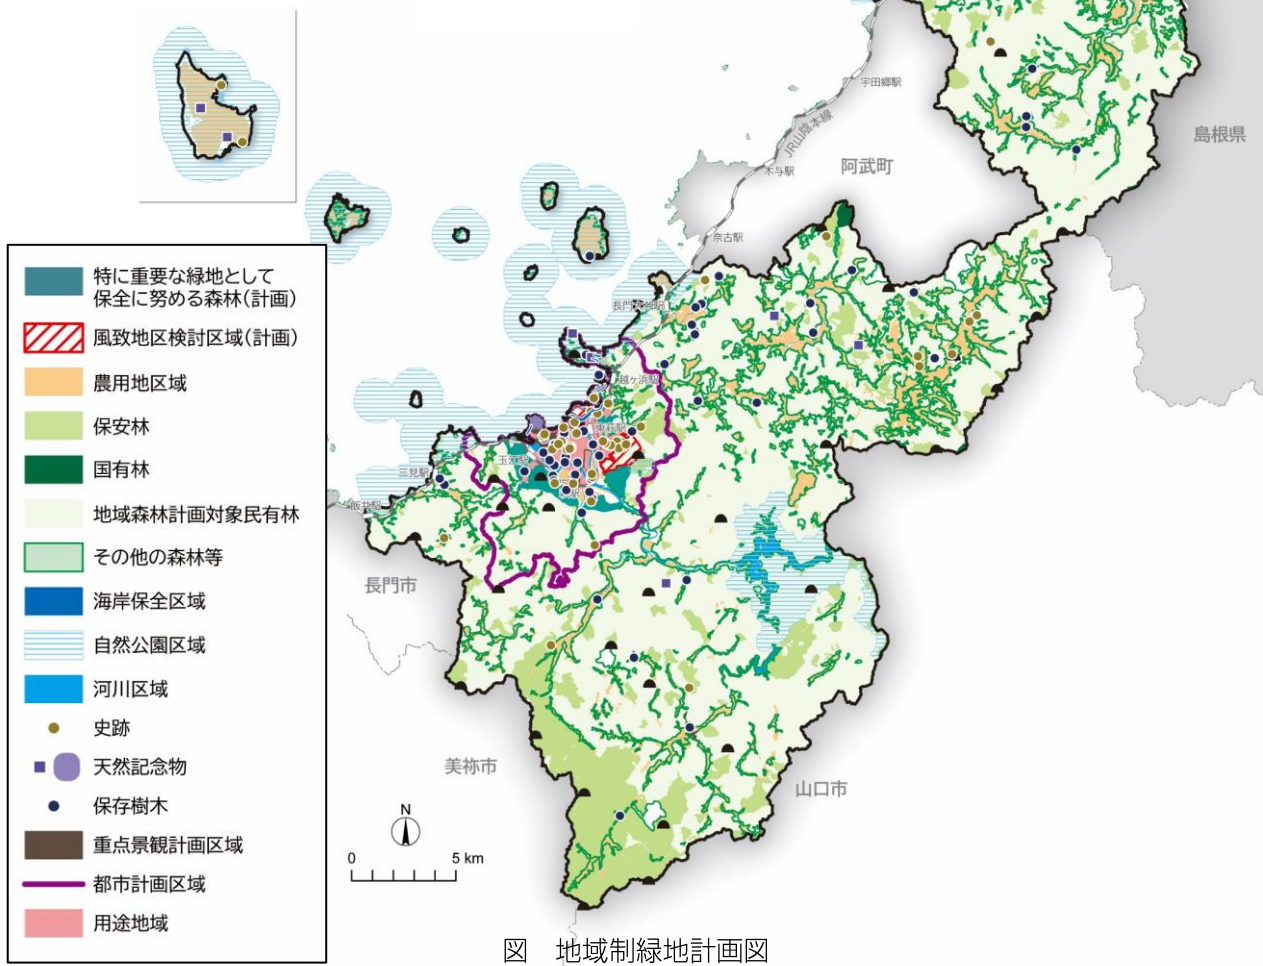 宇田郷駅
JR山陰本線
島根県
木与駅
阿武町
奈古駅
特に重要な緑地として
保全に努める森林(計画)
長門大井駅
風致地区検討区域(計画)
農用地区域
越ヶ浜駅
保安林
東萩駅
玉江駅
国有林
三見駅
飯井駅
地域森林計画対象民有林
その他の森林等
長門市
海岸保全区域
自然公園区域
河川区域
史跡
天然記念物
美祢市
山口市
保存樹木
N
重点景観計画区域
0 5 km
都市計画区域
用途地域
図 地域制緑地計画図